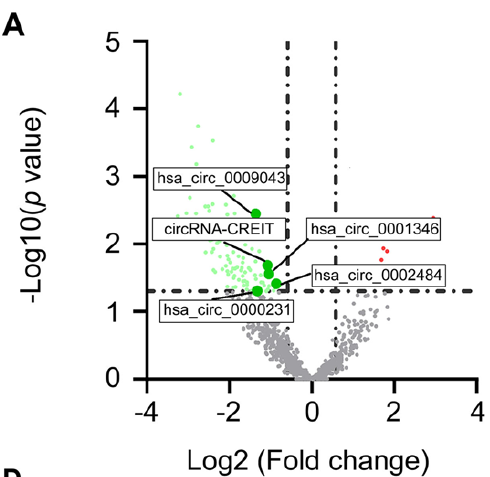 A
5
4
3
2
1
0
-Log10(p value)
hsa_circ_0009043
circRNA-CREIT
hsa_circ_0001346
hsa_circ_0002484
hsa_circ_0000231
-4 -2 0 2 4
Log2 (Fold change)